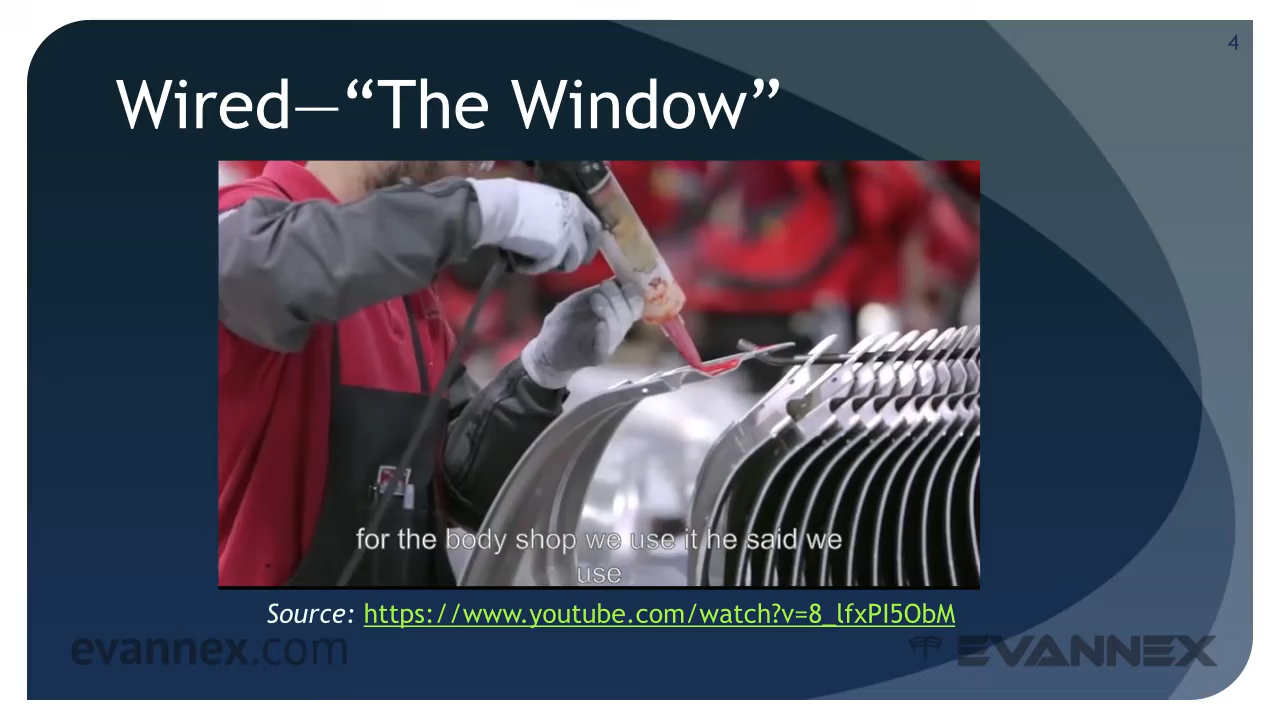 4
Wired—“The Window”
for the body shop we use it he said we
use
Source: https://www.youtube.com/watch?v=8_lfxPI5ObM
evannex.com
EVANNEX